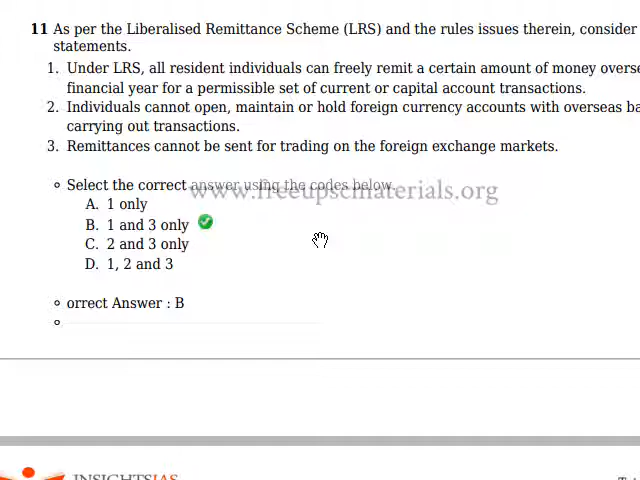 11 As per the Liberalised Remittance Scheme (LRS) and the rules issues therein, consider
statements.
1. Under LRS, all resident individuals can freely remit a certain amount of money
financial year for a permissible set of current or capital account transactions.
2. Individuals cannot open, maintain or hold foreign currency accounts with overseas
carrying out transactions.
3. Remittances cannot be sent for trading on the foreign exchange markets.
Select the correct answer using the codes below.
www.freeupscmaterials.org
A. 1 only
B. 1 and 3 only
C. 2 and 3 only
D. 1, 2 and 3
orrect Answer : B
INSIGHTSIAS